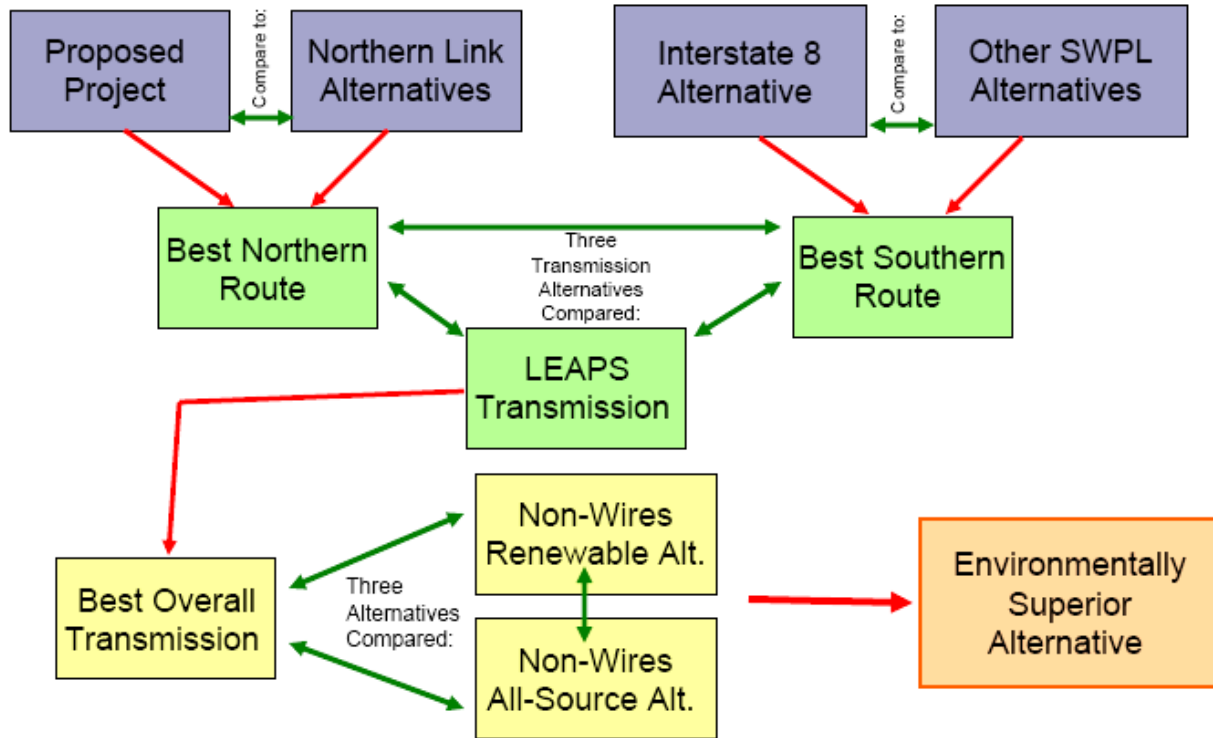 Proposed
Project
Compare to:
Northern Link
Alternatives
Interstate 8
Alternative
Compare to:
Other SWPL
Alternatives
Best Northern
Route
Three
Transmission
Alternatives
Compared:
Best Southern
Route
LEAPS
Transmission
Best Overall
Transmission
Three
Alternatives
Compared:
Non-Wires
Renewable Alt.
Non-Wires
All-Source Alt.
Environmentally
Superior
Alternative